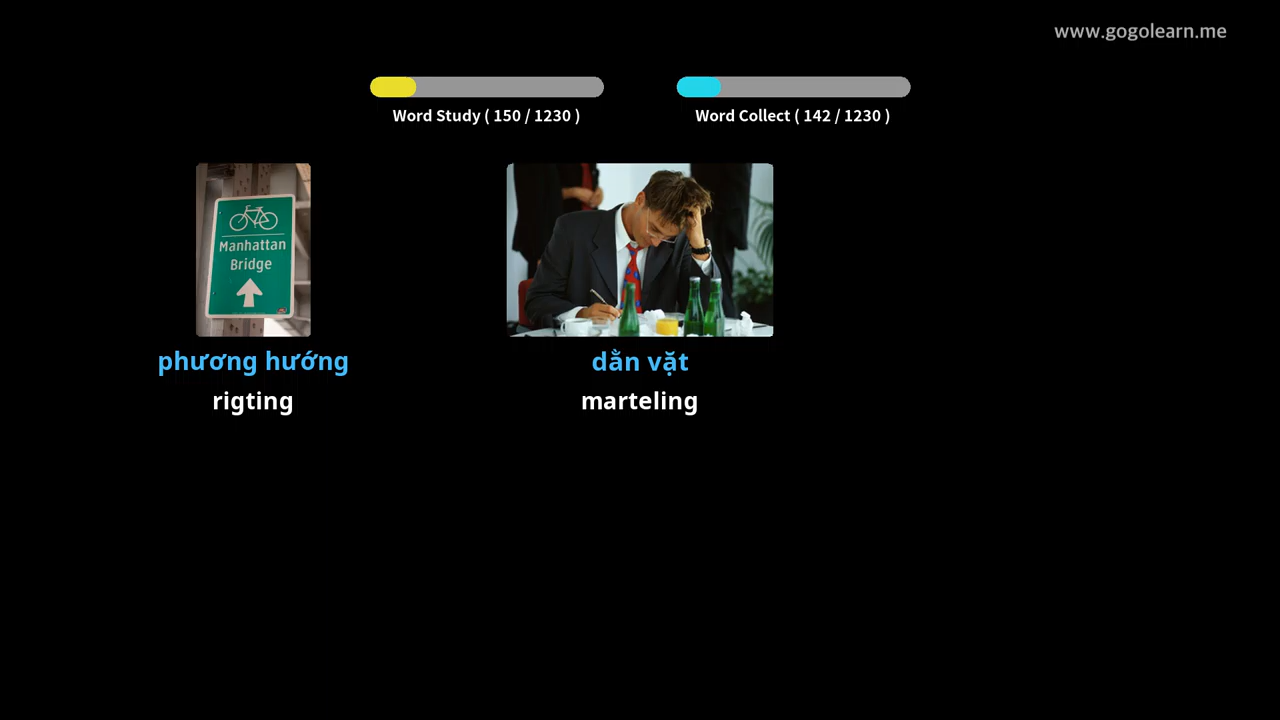 www.gogolearn.me
Word Study ( 150 / 1230 )
Word Collect ( 142 / 1230 )
Manhattan
Bridge
phương hướng
rigting
dằn vặt
marteling